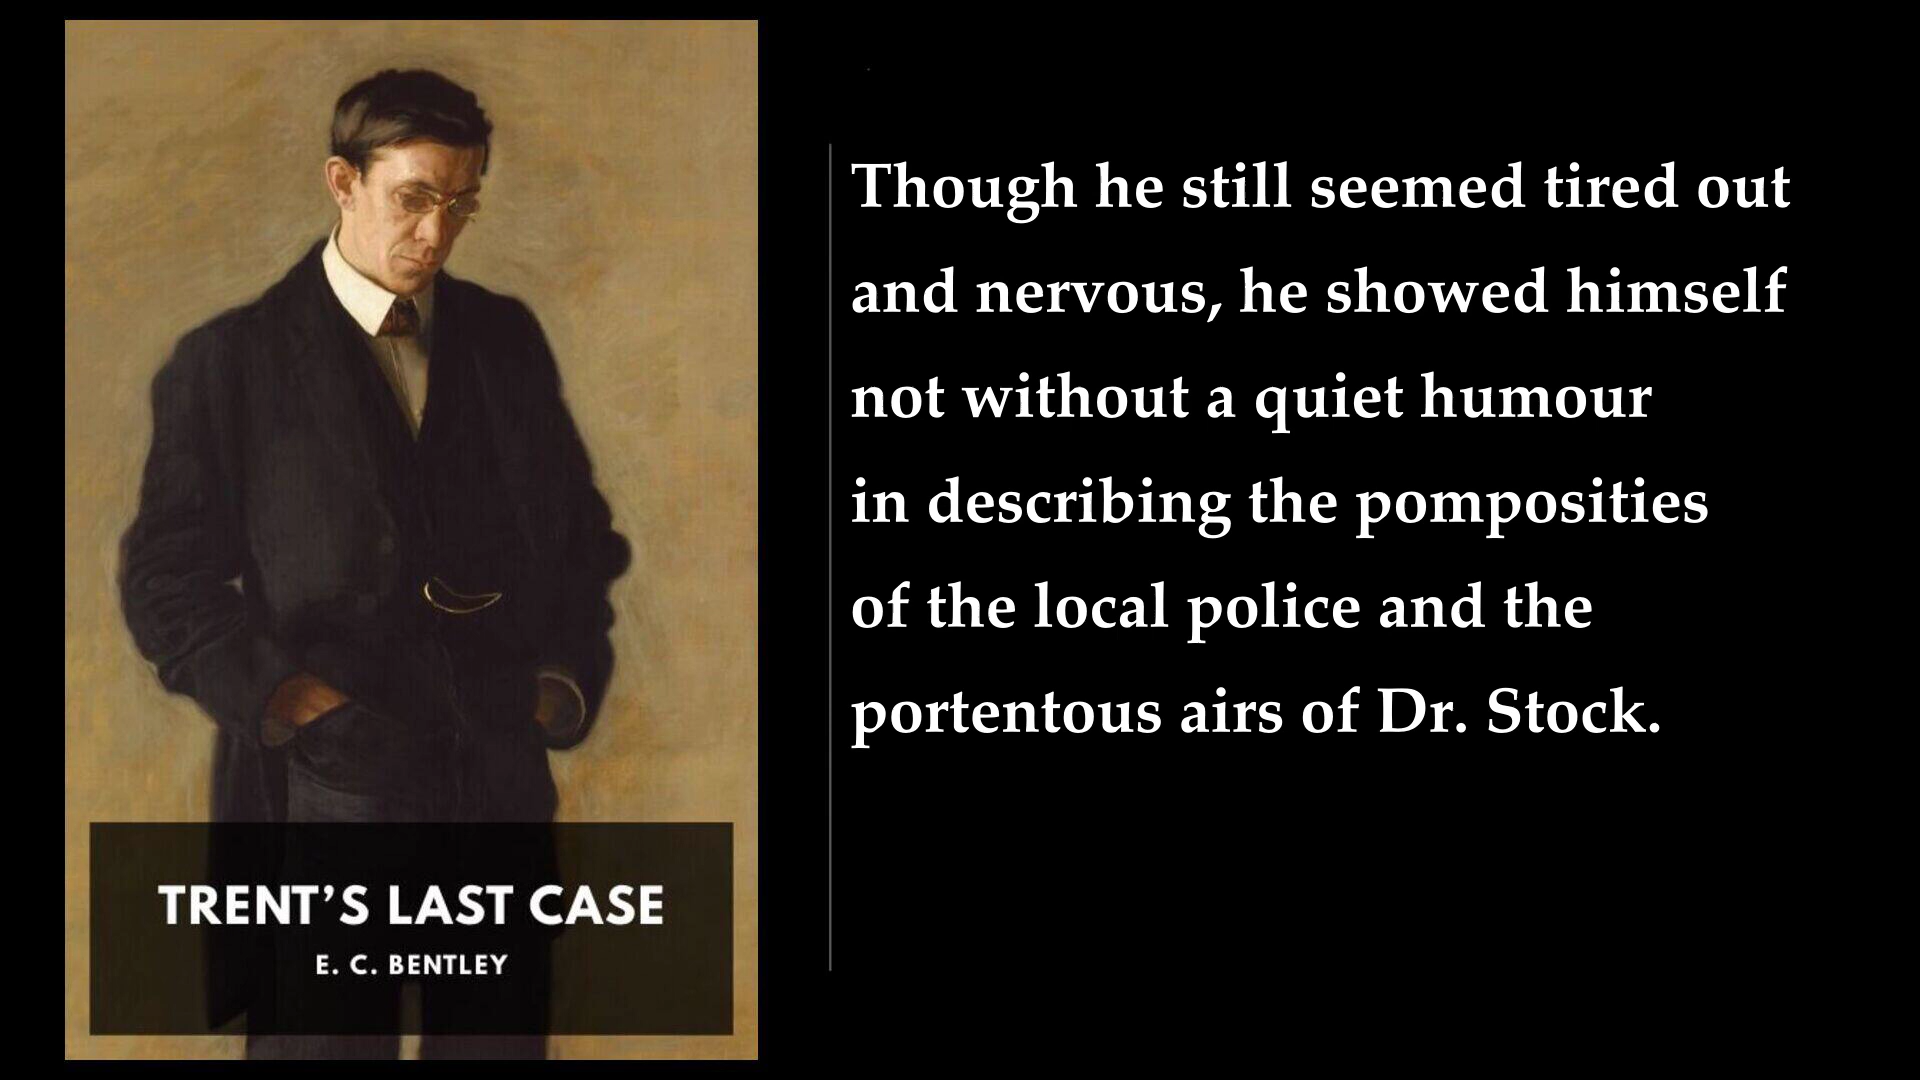 Though he still seemed tired out
and nervous, he showed himself
not without a quiet humour
in describing the pomposities
of the local police and the
portentous airs of Dr. Stock.
TRENT’S LAST CASE
E. C. BENTLEY